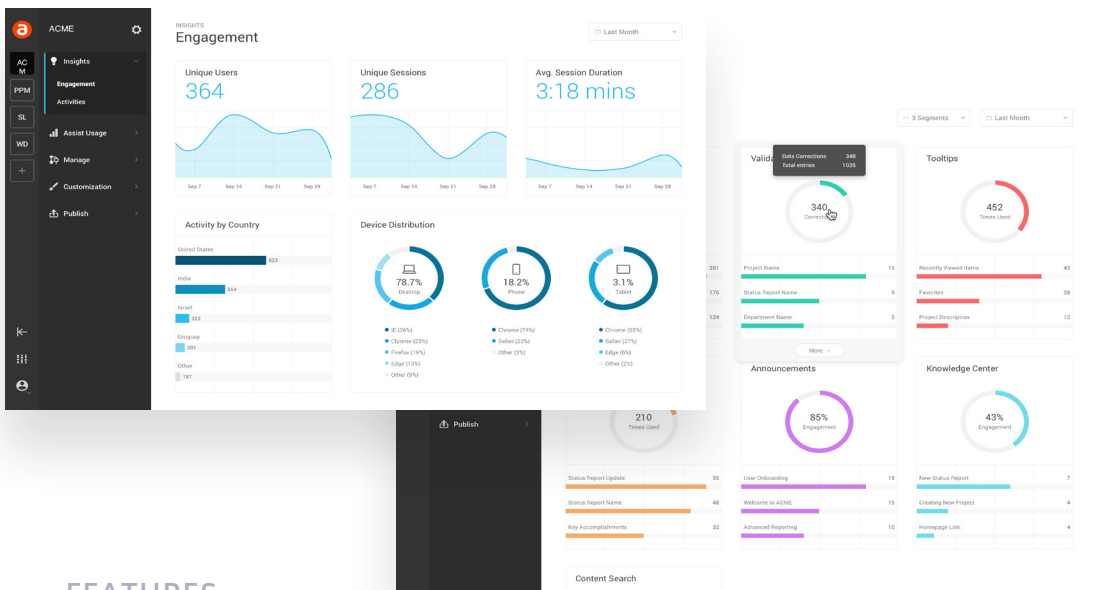 a
ACME
AC
M
PPM
SL
WD
+
Insights
Engagement
Activities
Assist Usage
Manage
Customization
Publish
INSIGHTS
Engagement
Last Month
Unique Users
364
Sep 7 Sep 14 Sep 21 Sep 28
Unique Sessions
286
Sep 7 Sep 14 Sep 21 Sep 28
Avg. Session Duration
3:18 mins
Sep 7 Sep 14 Sep 21 Sep 28
Activity by Country
United States
823
India
554
Israel
322
Uruguay
201
Other
187
Device Distribution
78.7%
Desktop
IE (36%)
Chrome (23%)
Firefox (19%)
Edge (13%)
Other (9%)
18.2%
Phone
Chrome (74%)
Safari (23%)
Other (3%)
3.1%
Tablet
Chrome (65%)
Safari (27%)
Edge (6%)
Other (2%)
3 Segments
Last Month
Valida
Data Corrections 340
Total entries 1035
340
Correcti
Project Name 15
Status Report Name 9
Department Name 5
More
Tooltips
452
Times Used
Recently Viewed Items 43
Favorites 28
Project Description 12
201
176
124
Publish
210
Times Used
Status Report Update 55
Status Report Name 48
Key Accomplishments 32
Announcements
85%
Engagement
User Onboarding 15
Welcome to ACME 15
Advanced Reporting 10
Knowledge Center
43%
Engagement
New Status Report 7
Creating New Project 4
Homepage Link 4
Content Search
FEATURES